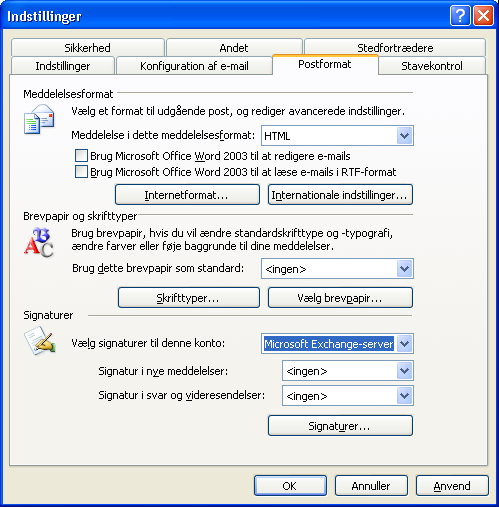 Indstillinger
Sikkerhed Andet Stedfortrædere
Indstillinger Konfiguration af e-mail Postformat Stavekontrol
Meddelelsesformat
Vælg et format til udgående post, og rediger avancerede indstillinger.
Meddelelse i dette meddelelsesformat: HTML
Brug Microsoft Office Word 2003 til at redigere e-mails
Brug Microsoft Office Word 2003 til at læse e-mails i RTF-format
Internetformat... Internationale indstillinger...
Brevpapir og skrifttyper
Brug brevpapir, hvis du vil ændre standardskrifttype og -typografi,
ændre farver eller føje baggrunde til dine meddelelser.
Brug dette brevpapir som standard: <ingen>
Skrifttyper... Vælg brevpapir...
Signaturer
Vælg signaturer til denne konto: Microsoft Exchange-server
Signatur i nye meddelelser: <ingen>
Signatur i svar og videresendelser: <ingen>
Signaturer...
OK Annuller Anvend